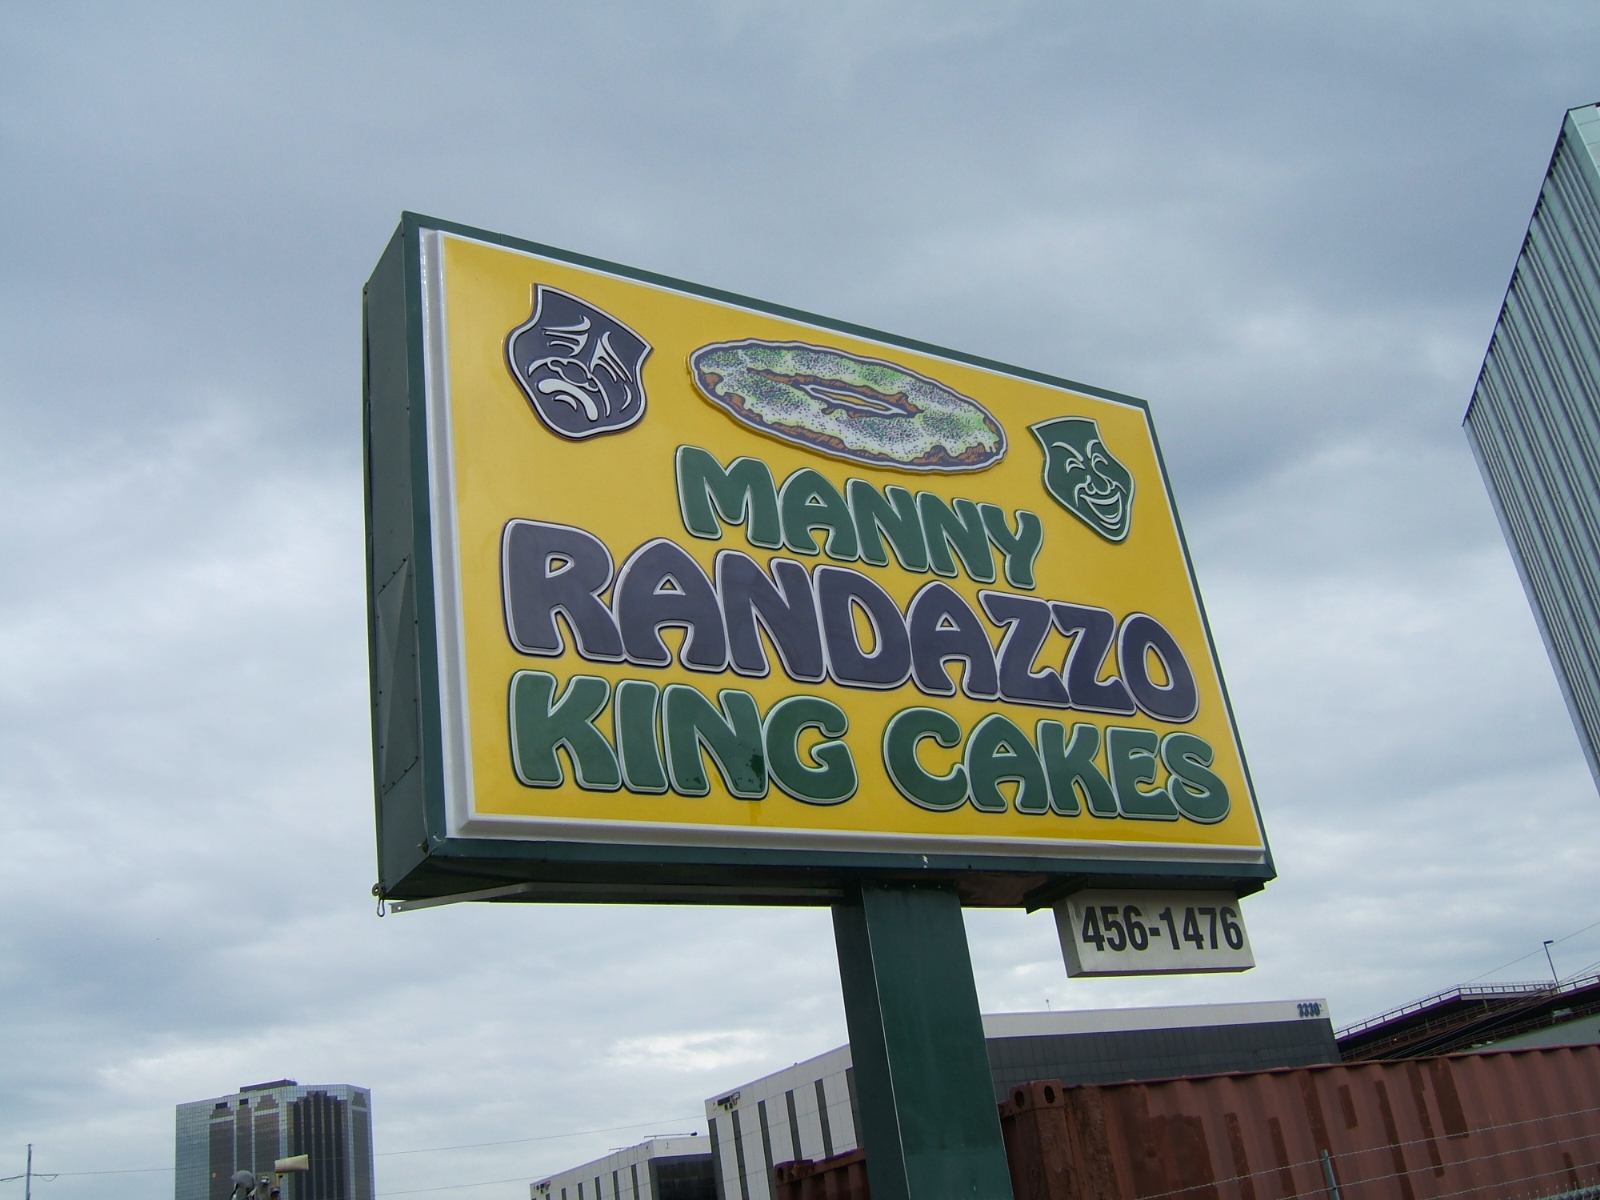 MANNY
RANDAZZO
KING CAKES
456-1476
3330